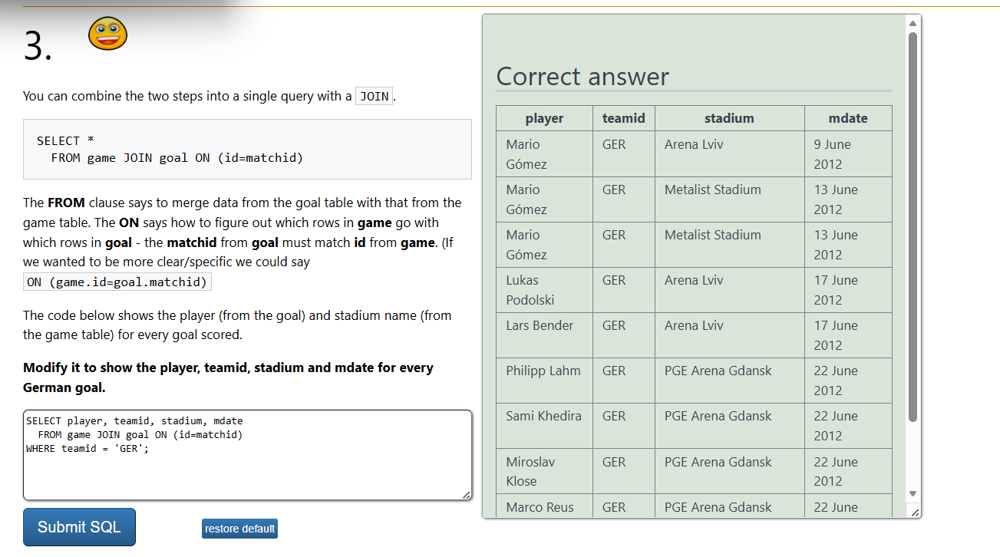 3.
You can combine the two steps into a single query with a JOIN.
SELECT *
  FROM game JOIN goal ON (id=matchid)
The FROM clause says to merge data from the goal table with that from the
game table. The ON says how to figure out which rows in game go with
which rows in goal - the matchid from goal must match id from game. (If
we wanted to be more clear/specific we could say
ON (game.id=goal.matchid)
The code below shows the player (from the goal) and stadium name (from
the game table) for every goal scored.
Modify it to show the player, teamid, stadium and mdate for every
German goal.
SELECT player, teamid, stadium, mdate
  FROM game JOIN goal ON (id=matchid)
WHERE teamid = 'GER';
Submit SQL
restore default
Correct answer
player teamid stadium mdate
Mario GER Arena Lviv 9 June
Gómez 2012
Mario GER Metalist Stadium 13 June
Gómez 2012
Mario GER Metalist Stadium 13 June
Gómez 2012
Lukas GER Arena Lviv 17 June
Podolski 2012
Lars Bender GER Arena Lviv 17 June
2012
Philipp Lahm GER PGE Arena Gdansk 22 June
2012
Sami Khedira GER PGE Arena Gdansk 22 June
2012
Miroslav GER PGE Arena Gdansk 22 June
Klose 2012
Marco Reus GER PGE Arena Gdansk 22 June